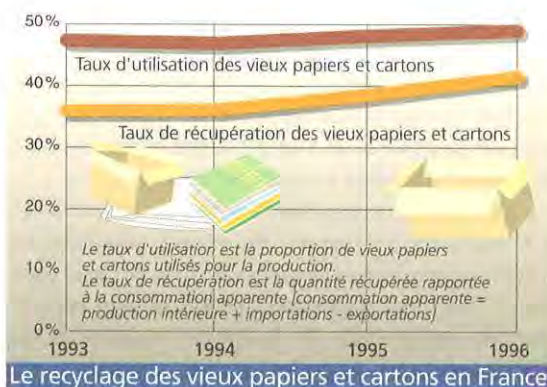 50%
Taux d'utilisation des vieux papiers et cartons
40%
Taux de récupération des vieux papiers et cartons
30%
20%
Le taux d'utilisation est la proportion de vieux papiers
et cartons utilisés pour la production.
10%
Le taux de récupération est la quantité récupérée rapportée
à la consommation apparente (consommation apparente =
production intérieure + importations - exportations)
0%
1993 1994 1995 1996
Le recyclage des vieux papiers et cartons en France